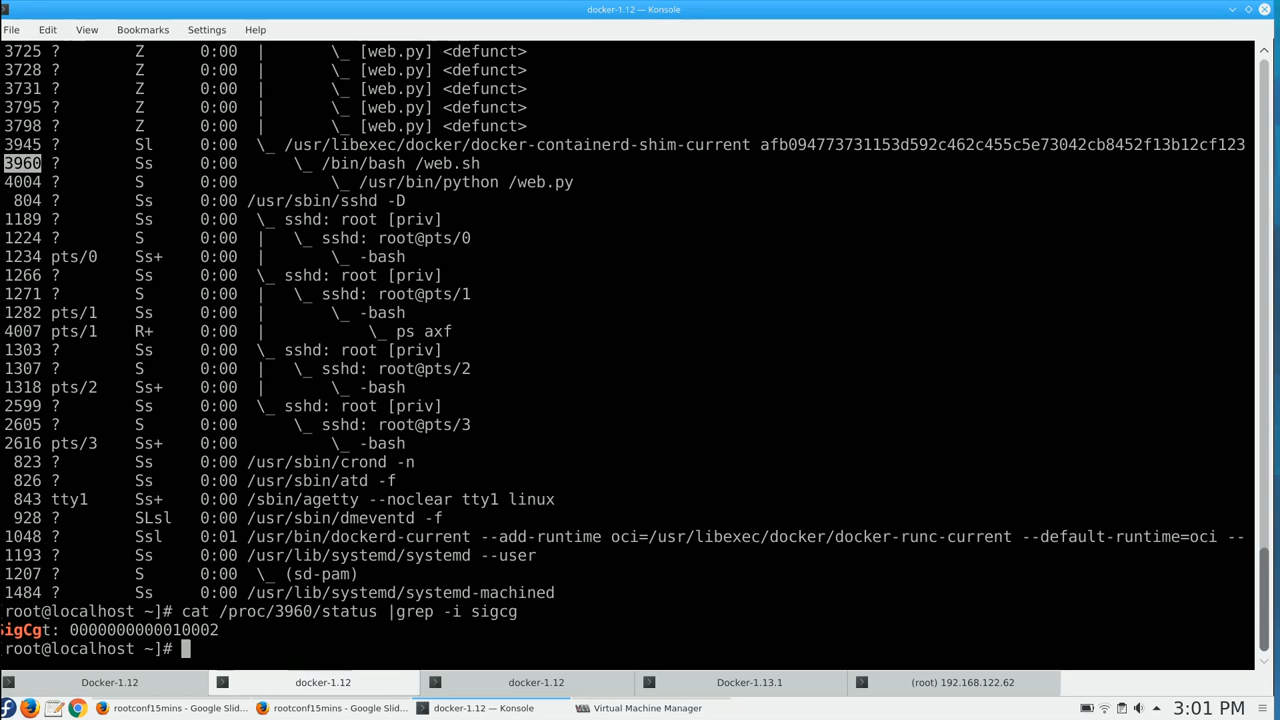 docker-1.12 — Konsole
File Edit View Bookmarks Settings Help
3725 ? Z 0:00 | \_ [web.py] <defunct>
3728 ? Z 0:00 | \_ [web.py] <defunct>
3731 ? Z 0:00 | \_ [web.py] <defunct>
3795 ? Z 0:00 | \_ [web.py] <defunct>
3798 ? Z 0:00 | \_ [web.py] <defunct>
3945 ? Sl 0:00 \_ /usr/libexec/docker/docker-containerd-shim-current afb094773731153d592c462c455c5e73042cb8452f13b12cf123
3960 ? Ss 0:00 \_ /bin/bash /web.sh
4004 ? S 0:00 \_ /usr/bin/python /web.py
804 ? Ss 0:00 /usr/sbin/sshd -D
1189 ? Ss 0:00 \_ sshd: root [priv]
1224 ? S 0:00 | \_ sshd: root@pts/0
1234 pts/0 Ss+ 0:00 | \_ -bash
1266 ? Ss 0:00 \_ sshd: root [priv]
1271 ? S 0:00 | \_ sshd: root@pts/1
1282 pts/1 Ss 0:00 | \_ -bash
4007 pts/1 R+ 0:00 | \_ ps axf
1303 ? Ss 0:00 \_ sshd: root [priv]
1307 ? S 0:00 | \_ sshd: root@pts/2
1318 pts/2 Ss+ 0:00 | \_ -bash
2599 ? Ss 0:00 \_ sshd: root [priv]
2605 ? S 0:00 \_ sshd: root@pts/3
2616 pts/3 Ss+ 0:00 \_ -bash
823 ? Ss 0:00 /usr/sbin/crond -n
826 ? Ss 0:00 /usr/sbin/atd -f
843 tty1 Ss+ 0:00 /sbin/agetty --noclear tty1 linux
928 ? SLsl 0:00 /usr/sbin/dmeventd -f
1048 ? Ssl 0:01 /usr/bin/dockerd-current --add-runtime oci=/usr/libexec/docker/docker-runc-current --default-runtime=oci --
1193 ? Ss 0:00 /usr/lib/systemd/systemd --user
1207 ? S 0:00 \_ (sd-pam)
1484 ? Ss 0:00 /usr/lib/systemd/systemd-machined
[root@localhost ~]# cat /proc/3960/status |grep -i sigcg
SigCgt: 0000000000010002
[root@localhost ~]#
Docker-1.12 docker-1.12 docker-1.12 Docker-1.13.1 (root) 192.168.122.62
rootconf15mins - Google Slid... rootconf15mins - Google Slid... docker-1.12 — Konsole Virtual Machine Manager 3:01 PM